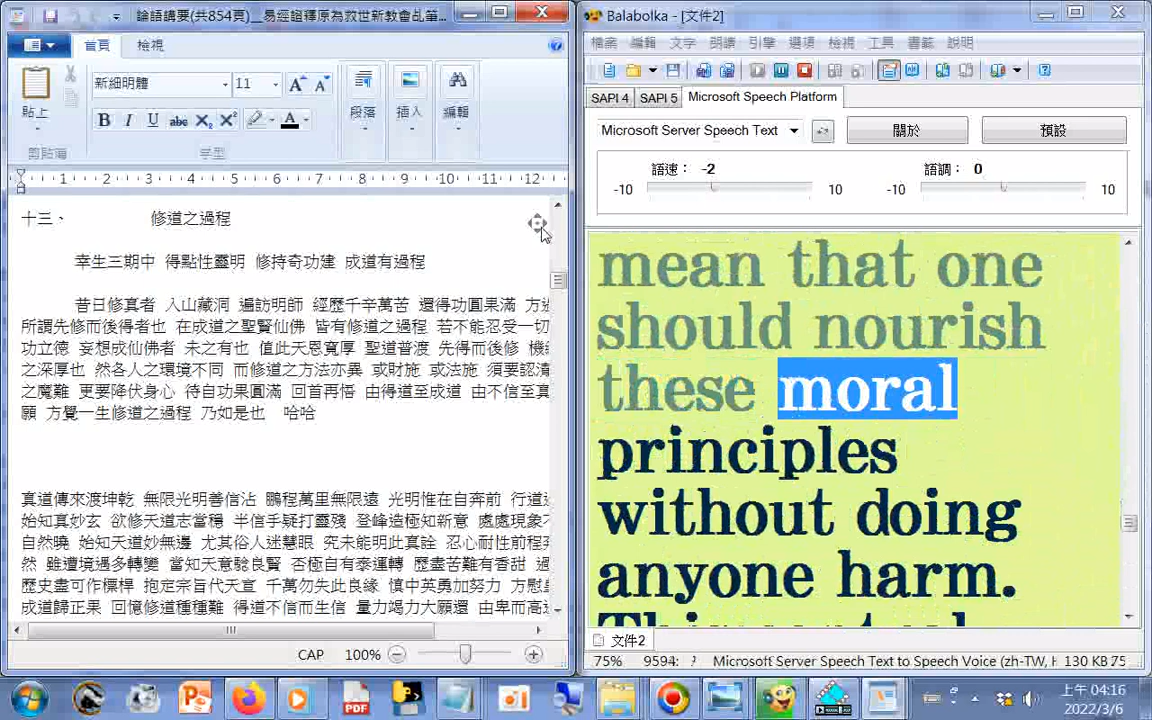 論語講要(共854頁)__易經證釋原為救世新教會乩筆...
首頁 檢視
新細明體 11
貼上
段落 插入 編輯
剪貼簿 字型
1 2 3 4 5 6 7 8 9 10 11 12
十三、 修道之過程
幸生三期中 得點性靈明 修持奇功建 成道有過程
昔日修真者 入山藏洞 遍訪明師 經歷千辛萬苦 還得功圓果滿 方
所謂先修而後得者也 在成道之聖賢仙佛 皆有修道之過程 若不能忍受一切
功立德 妄想成仙佛者 未之有也 值此天恩寬厚 聖道普渡 先得而後修 機
之深厚也 然各人之環境不同 而修道之方法亦異 或財施 或法施 須要認清
之魔難 更要降伏身心 待自功果圓滿 回首再悟 由得道至成道 由不信至真
願 方覺一生修道之過程 乃如是也 哈哈
真道傳來渡坤乾 無限光明善信沾 鵬程萬里無限遠 光明惟在自奔前 行道
始知真妙玄 欲修天道志當穩 半信乎疑打靈殘 登峰造極知新意 處處現象
自然曉 始知天道妙無邊 尤其俗人迷慧眼 究未能明此真詮 忍心耐性前程
然 雖遭境遇多轉變 當知天意驗良賢 否極自有泰運轉 歷盡苦難有香甜 過
歷史盡可作標桿 抱定宗旨代天宣 千萬勿失此良緣 慎中英勇加努力 方慰
成道歸正果 回憶修道種種難 得道不信而生信 量力竭力大願還 由卑而高
CAP 100%
Balabolka - [文件2]
檔案 編輯 文字 朗讀 引擎 選項 檢視 工具 書籤 說明
SAPI 4 SAPI 5 Microsoft Speech Platform
Microsoft Server Speech Text 關於 預設
語速： -2 語調： 0
-10 10 -10 10
mean that one
should nourish
these moral
principles
without doing
anyone harm.
文件2
75% 9594: ? Microsoft Server Speech Text to Speech Voice (zh-TW, H 130 KB 75
上午 04:16
2022/3/6